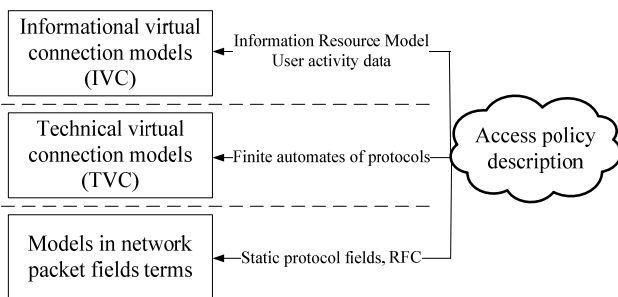 Informational virtual
connection models
(IVC)
Information Resource Model
User activity data
Technical virtual
connection models
(TVC)
Finite automates of protocols
Access policy
description
Models in network
packet fields terms
Static protocol fields, RFC